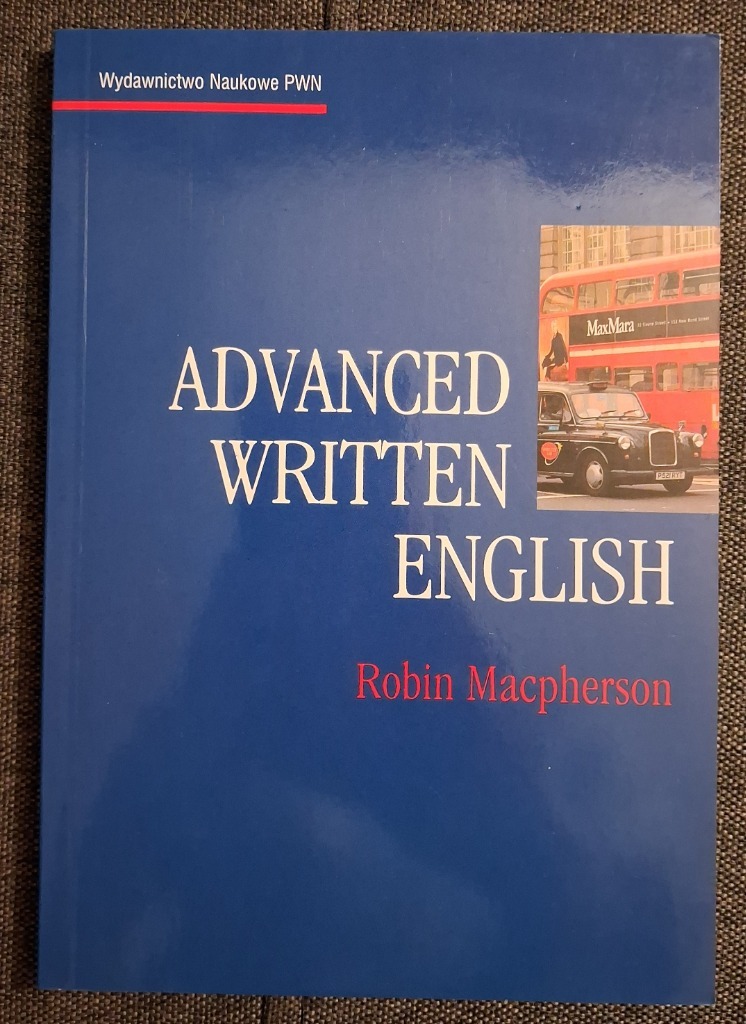 Wydawnictwo Naukowe PWN
MaxMara
ADVANCED
WRITTEN
ENGLISH
Robin Macpherson